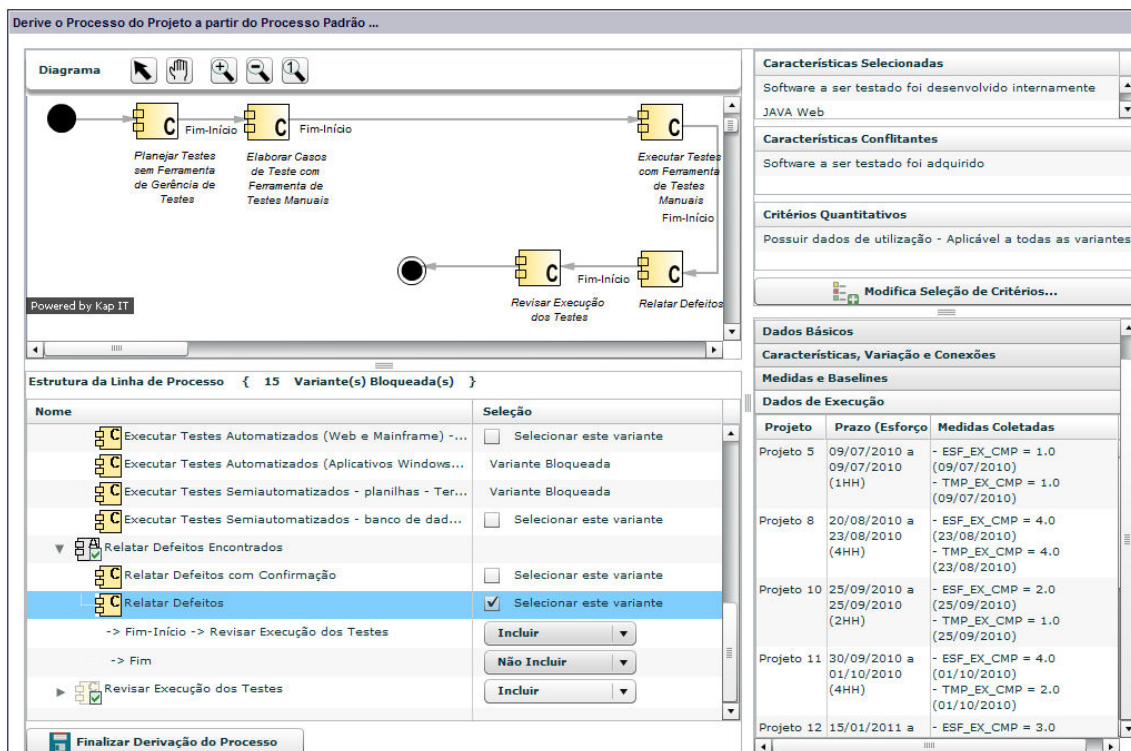 Derive o Processo do Projeto a partir do Processo Padrão ...
Diagrama
1
C
Fim-Início
C
Fim-Início
C
Planejar Testes
sem Ferramenta
de Gerência de
Testes
Elaborar Casos
de Teste com
Ferramenta de
Testes Manuais
Executar Testes
com Ferramenta
de Testes
Manuais
Fim-Início
C
Fim-Início
C
Revisar Execução
dos Testes
Relatar Defeitos
Powered by Kap IT
Estrutura da Linha de Processo { 15 Variante(s) Bloqueada(s) }
Nome Seleção
C Executar Testes Automatizados (Web e Mainframe) -... Selecionar este variante
C Executar Testes Automatizados (Aplicativos Windows... Variante Bloqueada
C Executar Testes Semiautomatizados - planilhas - Ter... Variante Bloqueada
C Executar Testes Semiautomatizados - banco de dad... Selecionar este variante
A Relatar Defeitos Encontrados
C Relatar Defeitos com Confirmação Selecionar este variante
C Relatar Defeitos Selecionar este variante
-> Fim-Início -> Revisar Execução dos Testes Incluir
-> Fim Não Incluir
C Revisar Execução dos Testes Incluir
Finalizar Derivação do Processo
Características Selecionadas
Software a ser testado foi desenvolvido internamente
JAVA Web
Características Conflitantes
Software a ser testado foi adquirido
Critérios Quantitativos
Possuir dados de utilização - Aplicável a todas as variantes
Modifica Seleção de Critérios...
Dados Básicos
Características, Variação e Conexões
Medidas e Baselines
Dados de Execução
Projeto Prazo (Esforço Medidas Coletadas
Projeto 5 09/07/2010 a - ESF_EX_CMP = 1.0
09/07/2010 (09/07/2010)
(1HH) - TMP_EX_CMP = 1.0
(09/07/2010)
Projeto 8 20/08/2010 a - ESF_EX_CMP = 4.0
23/08/2010 (23/08/2010)
(4HH) - TMP_EX_CMP = 4.0
(23/08/2010)
Projeto 10 25/09/2010 a - ESF_EX_CMP = 2.0
25/09/2010 (25/09/2010)
(2HH) - TMP_EX_CMP = 1.0
(25/09/2010)
Projeto 11 30/09/2010 a - ESF_EX_CMP = 4.0
01/10/2010 (01/10/2010)
(4HH) - TMP_EX_CMP = 2.0
(01/10/2010)
Projeto 12 15/01/2011 a - ESF_EX_CMP = 3.0